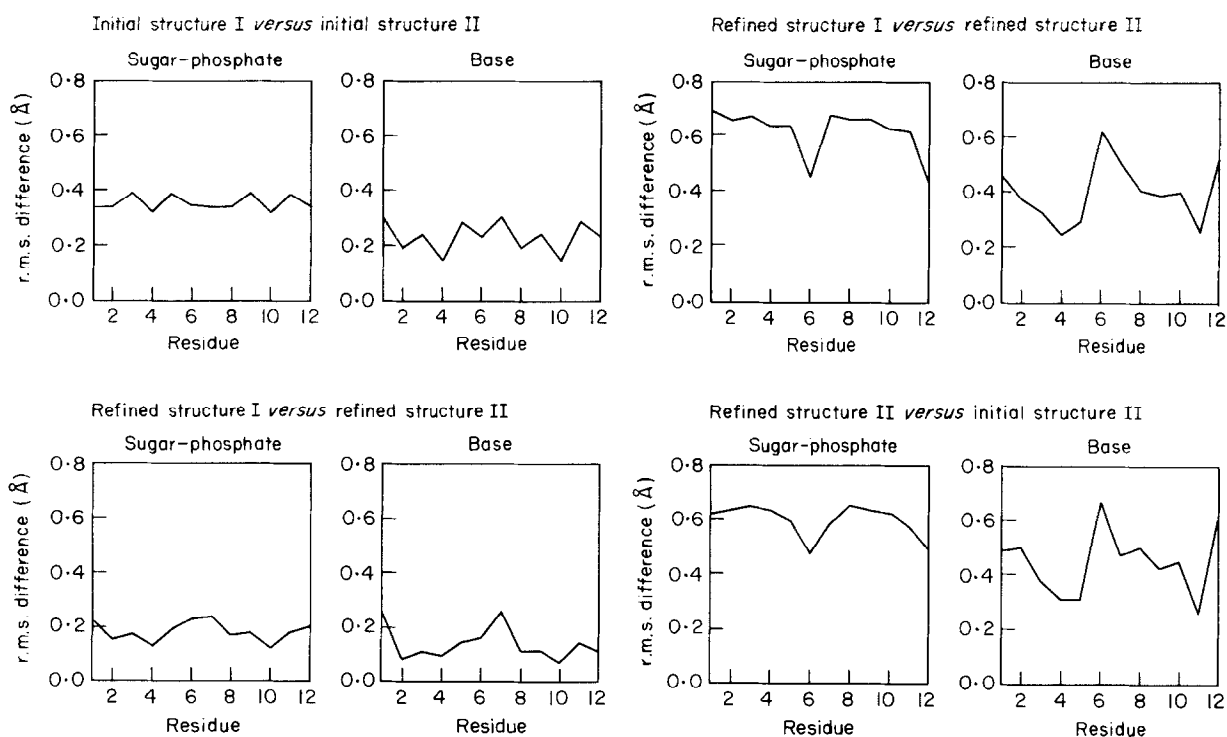 Initial structure I versus initial structure II
Sugar-phosphate
Base
r.m.s. difference (Å)
0·8
0·6
0·4
0·2
0·0
2 4 6 8 10 12
Residue
0·8
0·6
0·4
0·2
0·0
2 4 6 8 10 12
Residue
Refined structure I versus refined structure II
Sugar-phosphate
Base
r.m.s. difference (Å)
0·8
0·6
0·4
0·2
0·0
2 4 6 8 10 12
Residue
0·8
0·6
0·4
0·2
0·0
2 4 6 8 10 12
Residue
Refined structure I versus refined structure II
Sugar-phosphate
Base
r.m.s. difference (Å)
0·8
0·6
0·4
0·2
0·0
2 4 6 8 10 12
Residue
0·8
0·6
0·4
0·2
0·0
2 4 6 8 10 12
Residue
Refined structure II versus initial structure II
Sugar-phosphate
Base
r.m.s. difference (Å)
0·8
0·6
0·4
0·2
0·0
2 4 6 8 10 12
Residue
0·8
0·6
0·4
0·2
0·0
2 4 6 8 10 12
Residue